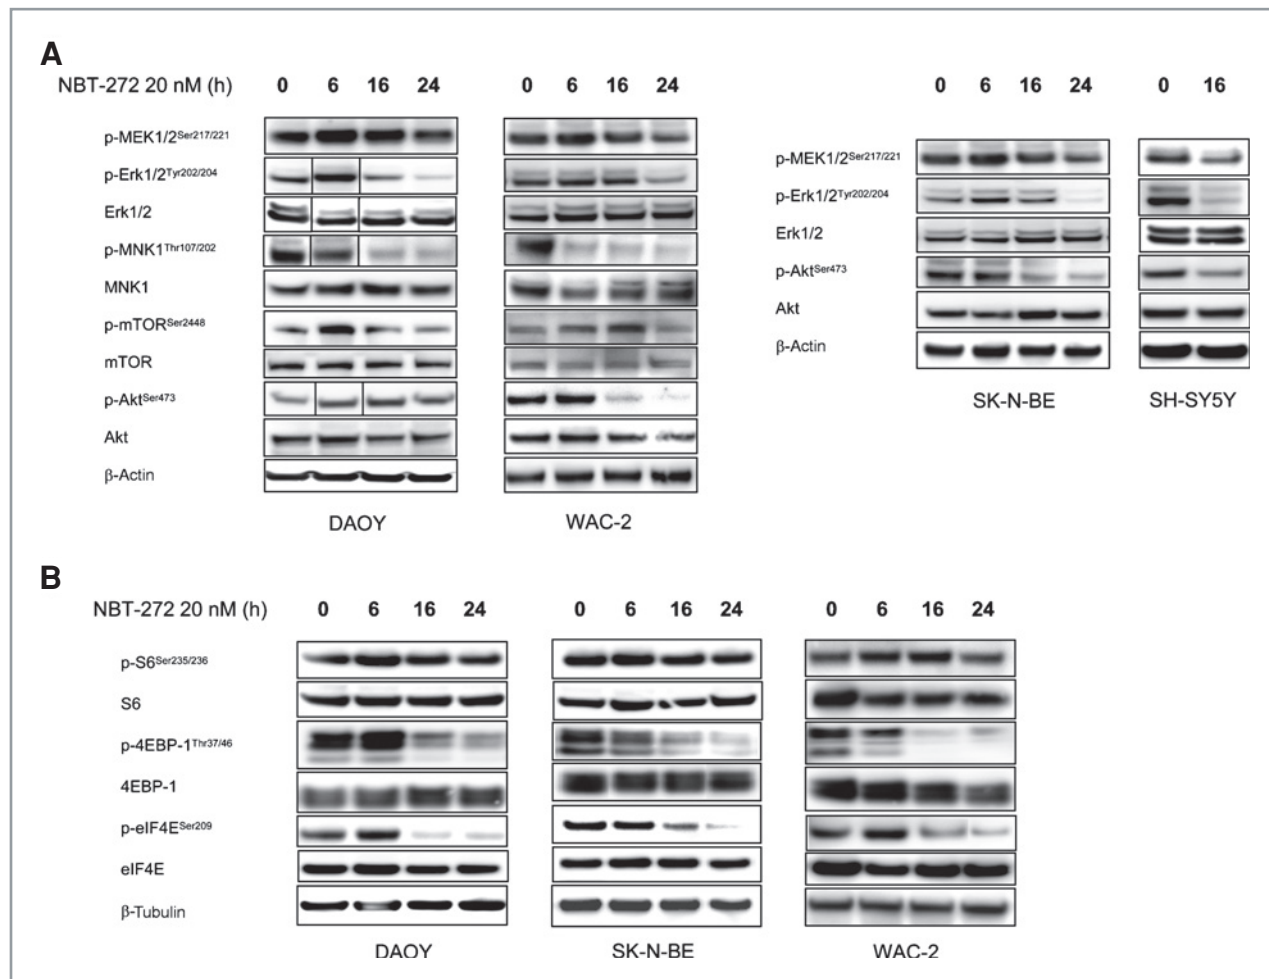 A
NBT-272 20 nM (h) 0 6 16 24 0 6 16 24 0 6 16 24 0 16
p-MEK1/2Ser217/221
p-Erk1/2Tyr202/204
Erk1/2
p-MNK1Thr107/202
MNK1
p-mTORSer2448
mTOR
p-AktSer473
Akt
β-Actin
DAOY WAC-2
p-MEK1/2Ser217/221
p-Erk1/2Tyr202/204
Erk1/2
p-AktSer473
Akt
β-Actin
SK-N-BE SH-SY5Y
B
NBT-272 20 nM (h) 0 6 16 24 0 6 16 24 0 6 16 24
p-S6Ser235/236
S6
p-4EBP-1Thr37/46
4EBP-1
p-eIF4ESer209
eIF4E
β-Tubulin
DAOY SK-N-BE WAC-2